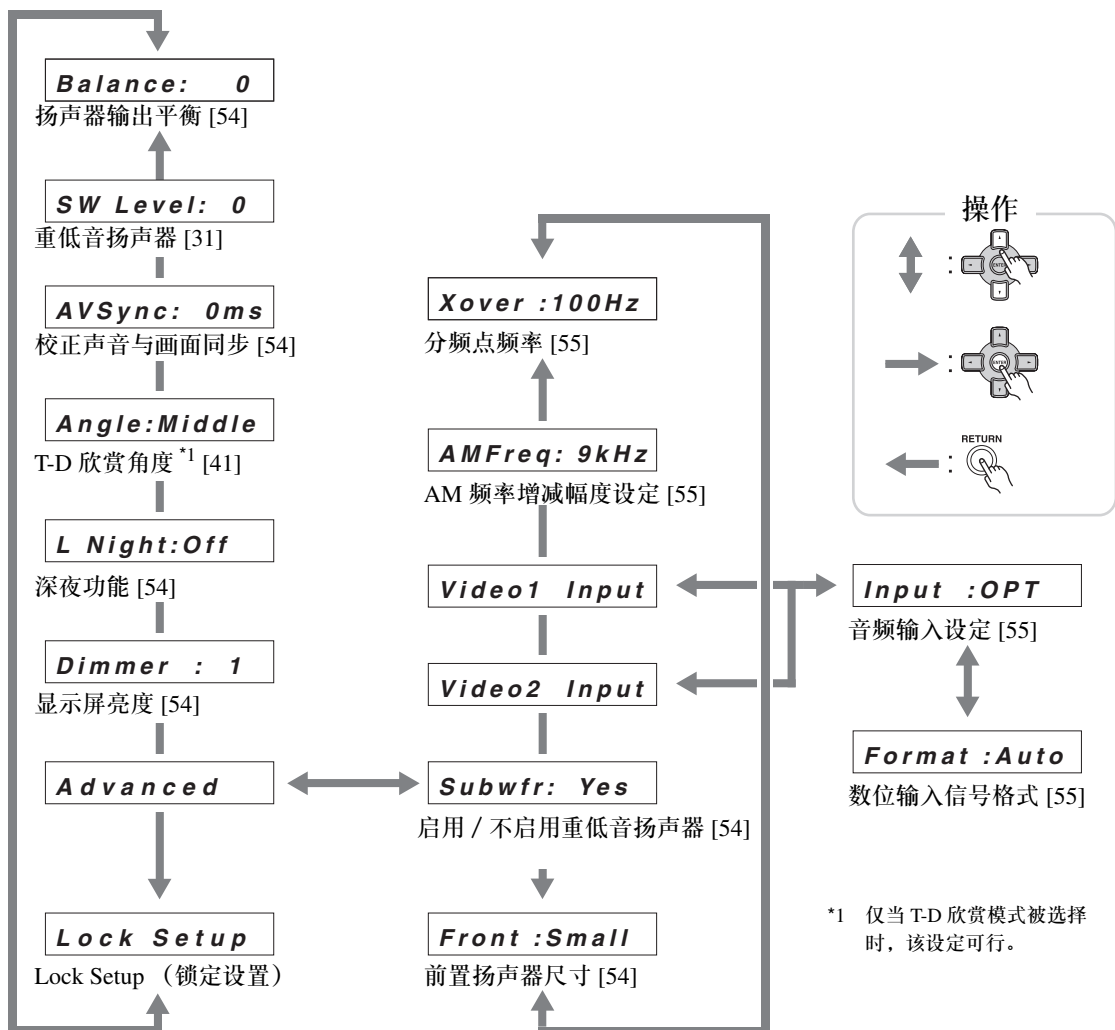 Balance: 0
扬声器输出平衡 [54]
SW Level: 0
重低音扬声器 [31]
AVSync: 0ms
校正声音与画面同步 [54]
Angle:Middle
T-D 欣赏角度 *1 [41]
L Night:Off
深夜功能 [54]
Dimmer : 1
显示屏亮度 [54]
Advanced
Lock Setup
Lock Setup （锁定设置）
Xover :100Hz
分频点频率 [55]
AMFreq: 9kHz
AM 频率增减幅度设定 [55]
Video1 Input
Video2 Input
Subwfr: Yes
启用 / 不启用重低音扬声器 [54]
Front :Small
前置扬声器尺寸 [54]
操作
:
ENTER
:
ENTER
RETURN
:
Input :OPT
音频输入设定 [55]
Format :Auto
数位输入信号格式 [55]
*1 仅当 T-D 欣赏模式被选择
时，该设定可行。